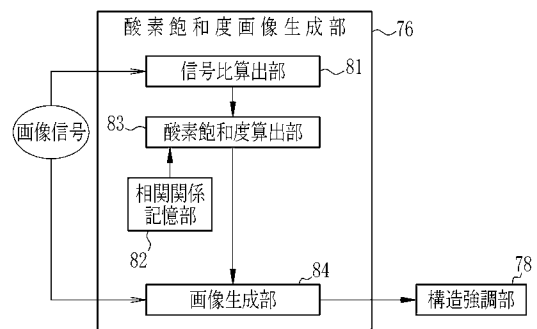 酸素飽和度画像生成部
76
信号比算出部
81
画像信号
83
酸素飽和度算出部
相関関係
記憶部
82
84
画像生成部
78
構造強調部